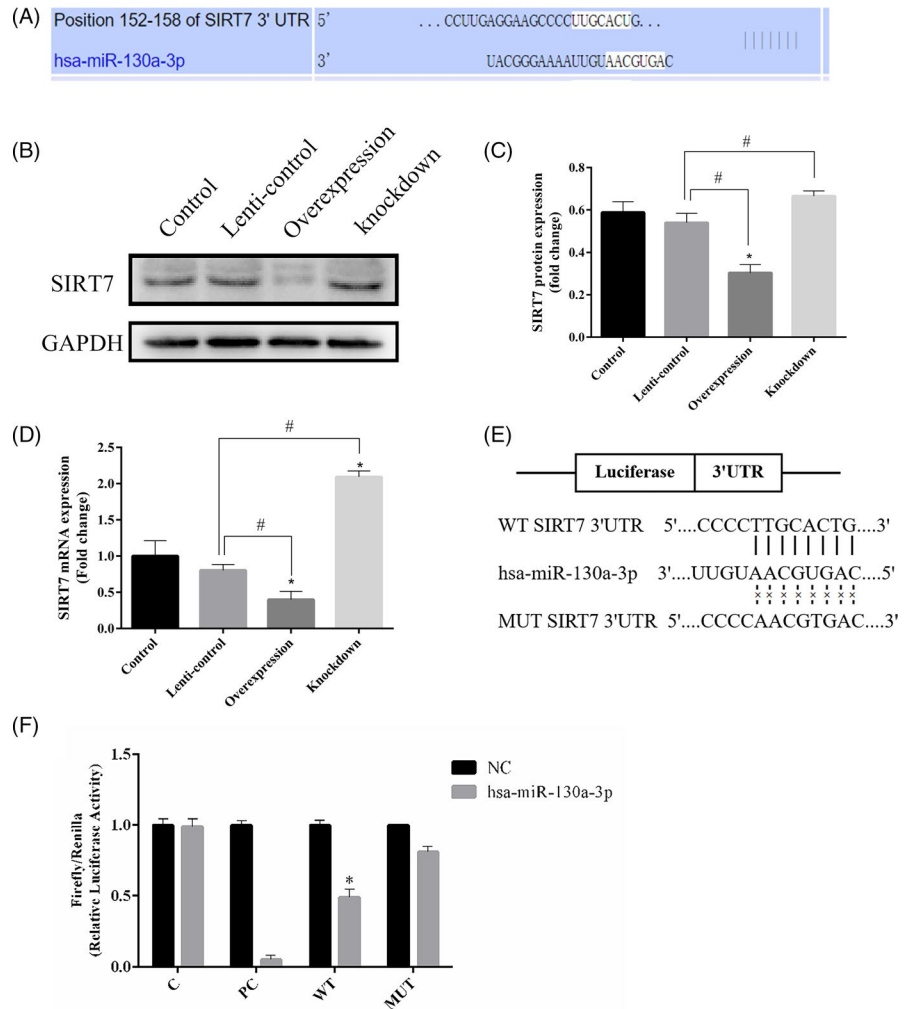 (A)
Position 152-158 of SIRT7 3' UTR 5' ...CCUUGAGGAAGCCCCUUGCACUG...
hsa-miR-130a-3p 3' UACGGGAAAAUUGUAACGUGAC
(B)
Control Lenti-control Overexpression knockdown
SIRT7
GAPDH
(C)
SIRT7 protein expression
(fold change)
0.8
0.6
0.4
0.2
0.0
# #
*
Control Lenti-control Overexpression Knockdown
(D)
SIRT7 mRNA expression
(Fold change)
2.5
2.0
1.5
1.0
0.5
0.0
# #
* *
Control Lenti-control Overexpression Knockdown
(E)
Luciferase 3'UTR
WT SIRT7 3'UTR 5'....CCCCTTGCACTG....3'
hsa-miR-130a-3p 3'....UUGUAACGUGAC....5'
××××××××
MUT SIRT7 3'UTR 5'....CCCCAACGTGAC....3'
(F)
Firefly/Renilla
(Relative Luciferase Activity)
1.5
1.0
0.5
0.0
*
C PC WT MUT
NC
hsa-miR-130a-3p